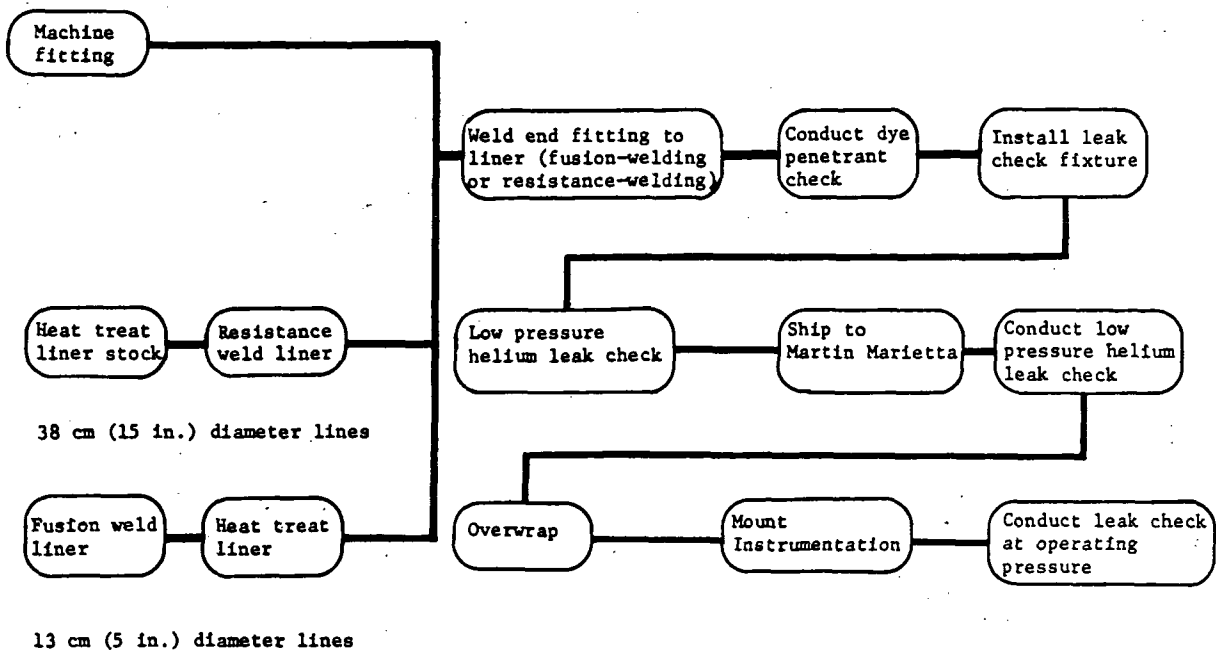 Machine
fitting
Weld end fitting to
liner (fusion-welding
or resistance-welding)
Conduct dye
penetrant
check
Install leak
check fixture
Heat treat
liner stock
Resistance
weld liner
Low pressure
helium leak check
Ship to
Martin Marietta
Conduct low
pressure helium
leak check
38 cm (15 in.) diameter lines
Fusion weld
liner
Heat treat
liner
Overwrap
Mount
Instrumentation
Conduct leak check
at operating
pressure
13 cm (5 in.) diameter lines